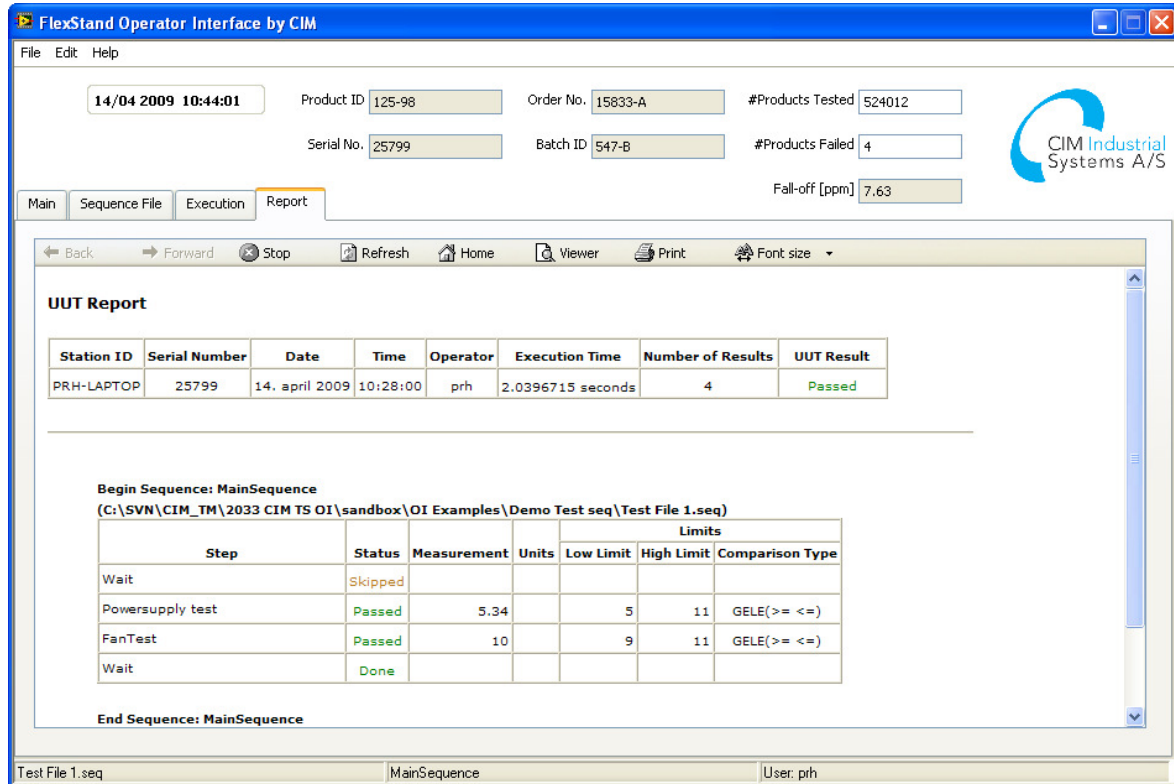 FlexStand Operator Interface by CIM
File Edit Help
14/04 2009 10:44:01
Product ID 125-98
Order No. 15833-A
#Products Tested 524012
Serial No. 25799
Batch ID 547-B
#Products Failed 4
Fall-off [ppm] 7.63
CIM Industrial
Systems A/S
Main Sequence File Execution Report
Back Forward Stop Refresh Home Viewer Print Font size
UUT Report
Station ID Serial Number Date Time Operator Execution Time Number of Results UUT Result
PRH-LAPTOP 25799 14. april 2009 10:28:00 prh 2.0396715 seconds 4 Passed
Begin Sequence: MainSequence
(C:\SVN\CIM_TM\2033 CIM TS OI\sandbox\OI Examples\Demo Test seq\Test File 1.seq)
Limits
Step Status Measurement Units Low Limit High Limit Comparison Type
Wait Skipped
Powersupply test Passed 5.34 5 11 GELE(>= <=)
FanTest Passed 10 9 11 GELE(>= <=)
Wait Done
End Sequence: MainSequence
Test File 1.seq MainSequence User: prh